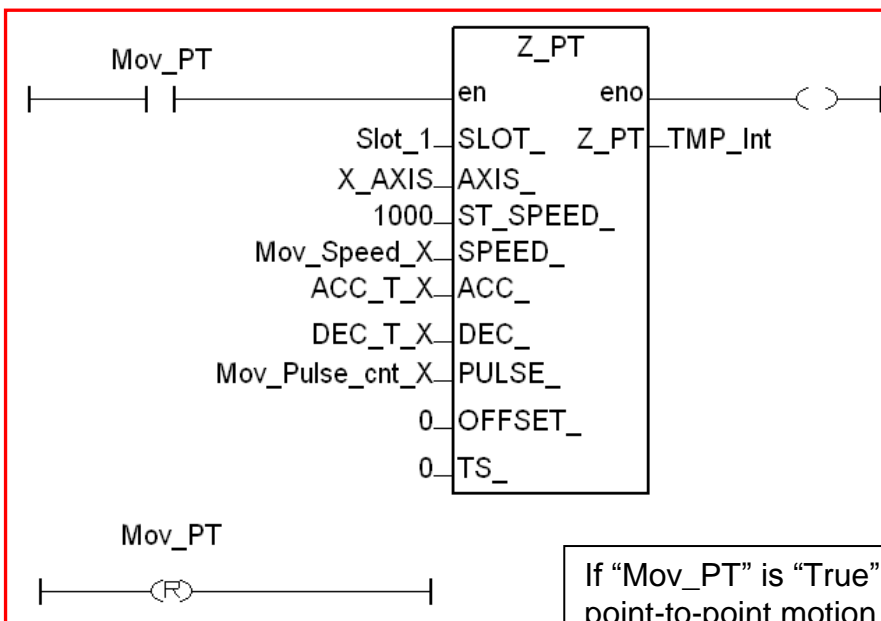 Mov_PT
Z_PT
en eno
Slot_1 SLOT_ Z_PT TMP_Int
X_AXIS AXIS_
1000 ST_SPEED_
Mov_Speed_X SPEED_
ACC_T_X ACC_
DEC_T_X DEC_
Mov_Pulse_cnt_X PULSE_
0 OFFSET_
0 TS_
Mov_PT
R
If “Mov_PT” is “True”
point-to-point motion